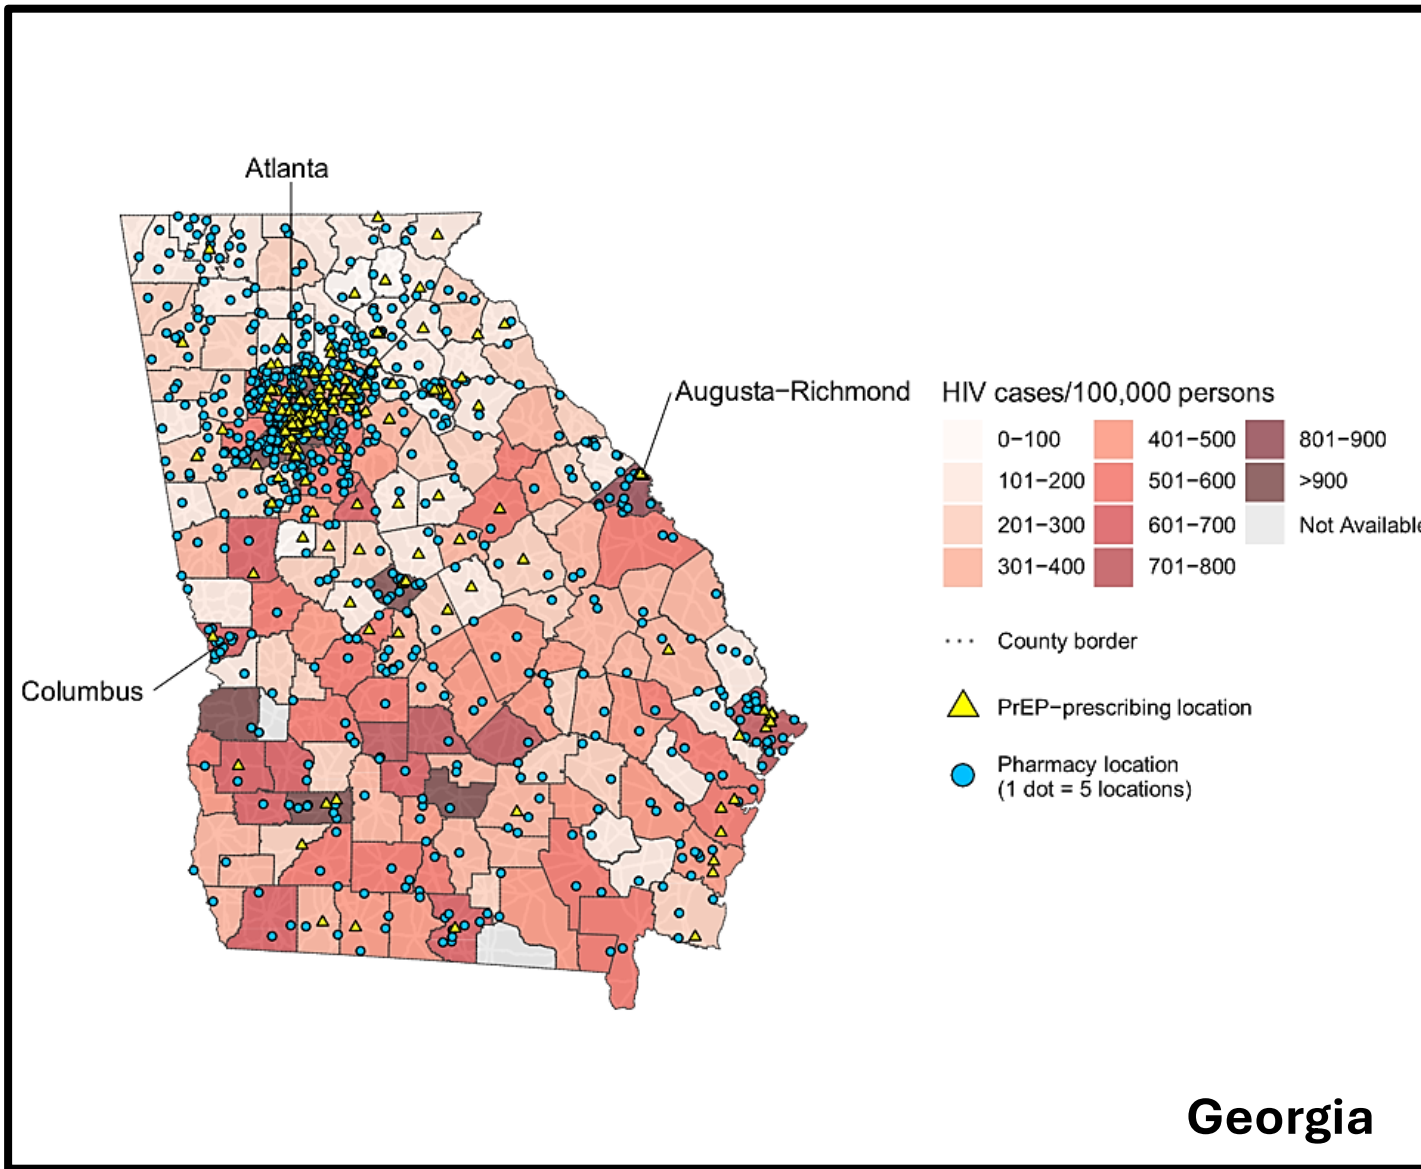 Atlanta
Augusta−Richmond
Columbus
HIV cases/100,000 persons
0−100
101−200
201−300
301−400
401−500
501−600
601−700
701−800
801−900
>900
Not Available
County border
PrEP−prescribing location
Pharmacy location
(1 dot = 5 locations)
Georgia